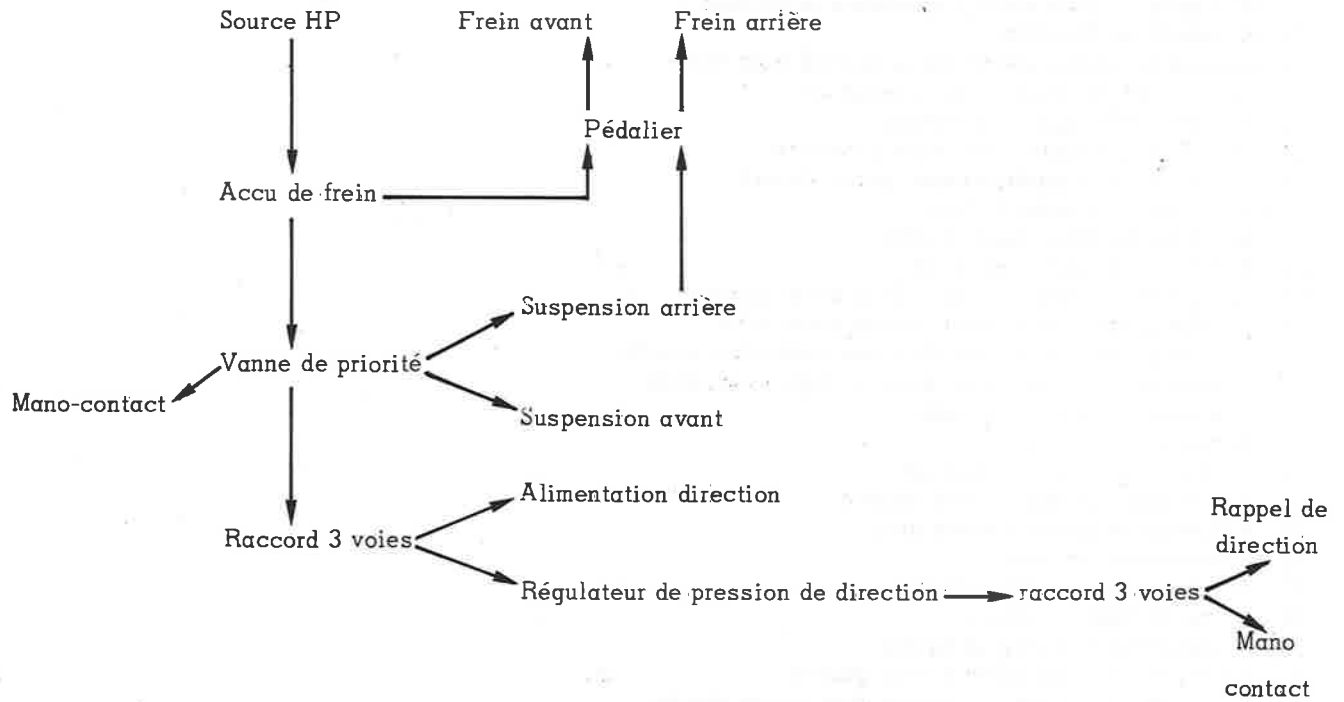 Source HP
Frein avant
Frein arrière
Pédalier
Accu de frein
Suspension arrière
Vanne de priorité
Mano-contact
Suspension avant
Alimentation direction
Rappel de
direction
Raccord 3 voies
Régulateur de pression de direction
raccord 3 voies
Mano
contact